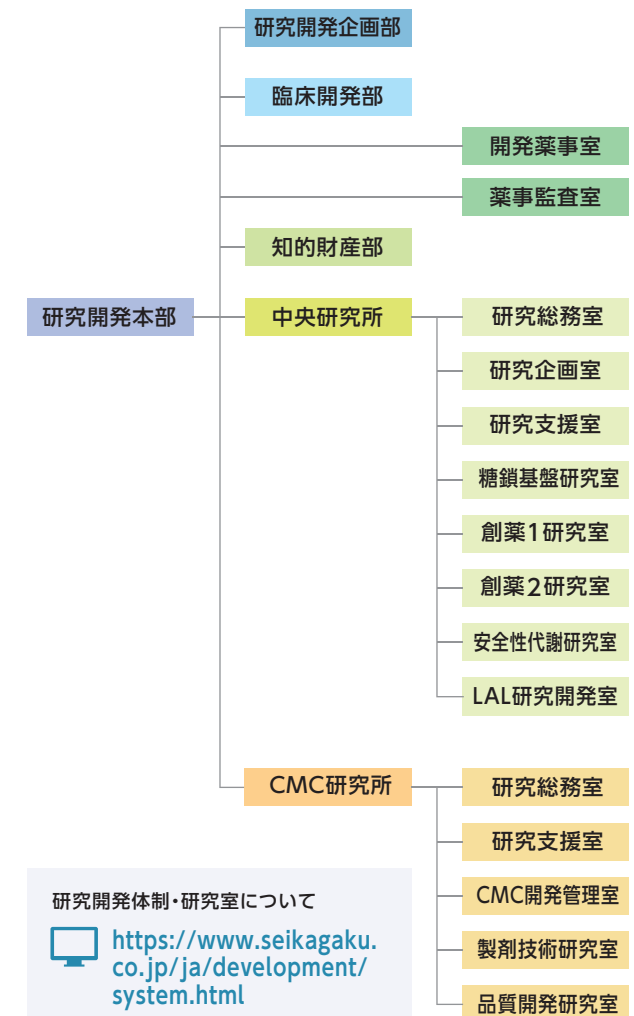 研究開発企画部
臨床開発部
開発薬事室
薬事監査室
知的財産部
研究開発本部
中央研究所
研究総務室
研究企画室
研究支援室
糖鎖基盤研究室
創薬1研究室
創薬2研究室
安全性代謝研究室
LAL研究開発室
CMC研究所
研究総務室
研究支援室
CMC開発管理室
製剤技術研究室
品質開発研究室
研究開発体制・研究室について
https://www.seikagaku.
co.jp/ja/development/
system.html